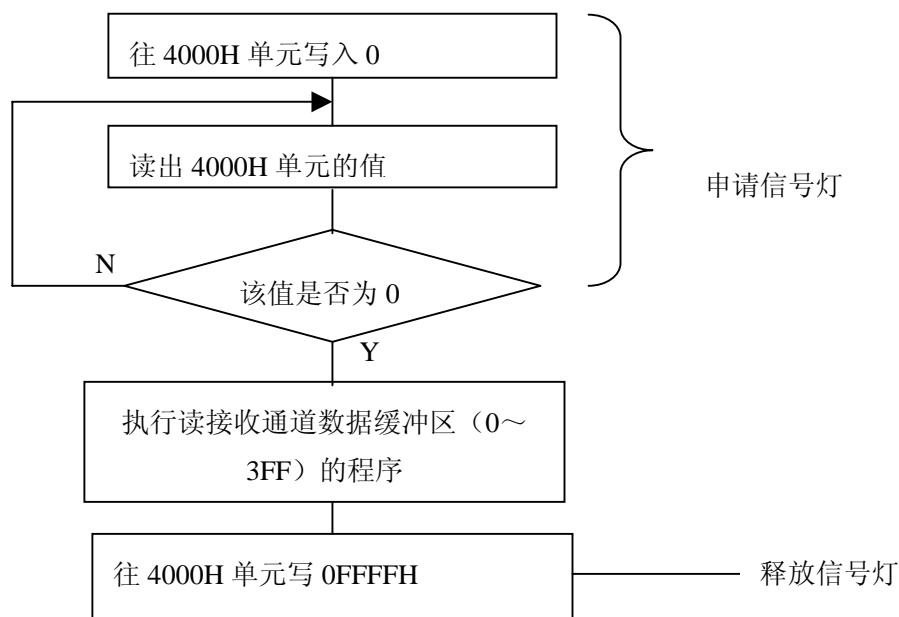 往 4000H 单元写入 0
读出 4000H 单元的值
申请信号灯
N
该值是否为 0
Y
执行读接收通道数据缓冲区（0～
3FF）的程序
往 4000H 单元写 0FFFFH
释放信号灯